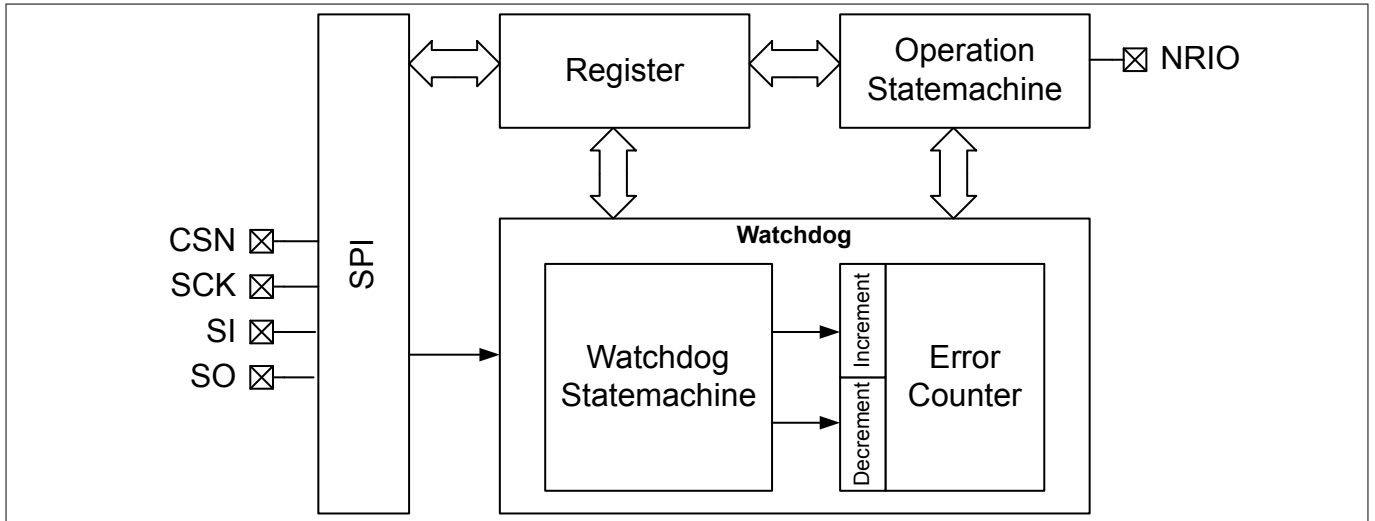 Register
Operation
Statemachine
NRIO
CSN
SCK
SI
SO
SPI
Watchdog
Watchdog
Statemachine
Increment
Decrement
Error
Counter